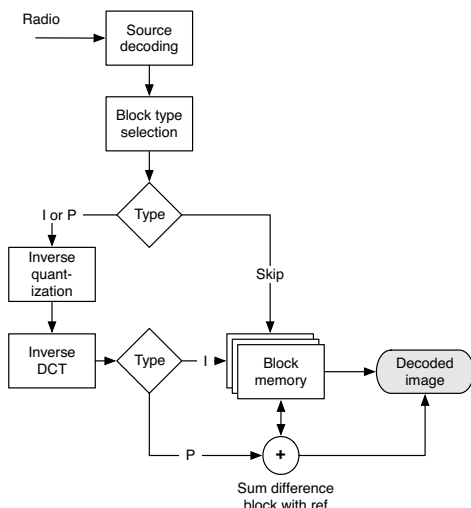 Radio
Source
decoding
Block type
selection
I or P
Type
Inverse
quant-
ization
Skip
Inverse
DCT
Type
I
Block
memory
Decoded
image
P
+
Sum difference
block with ref